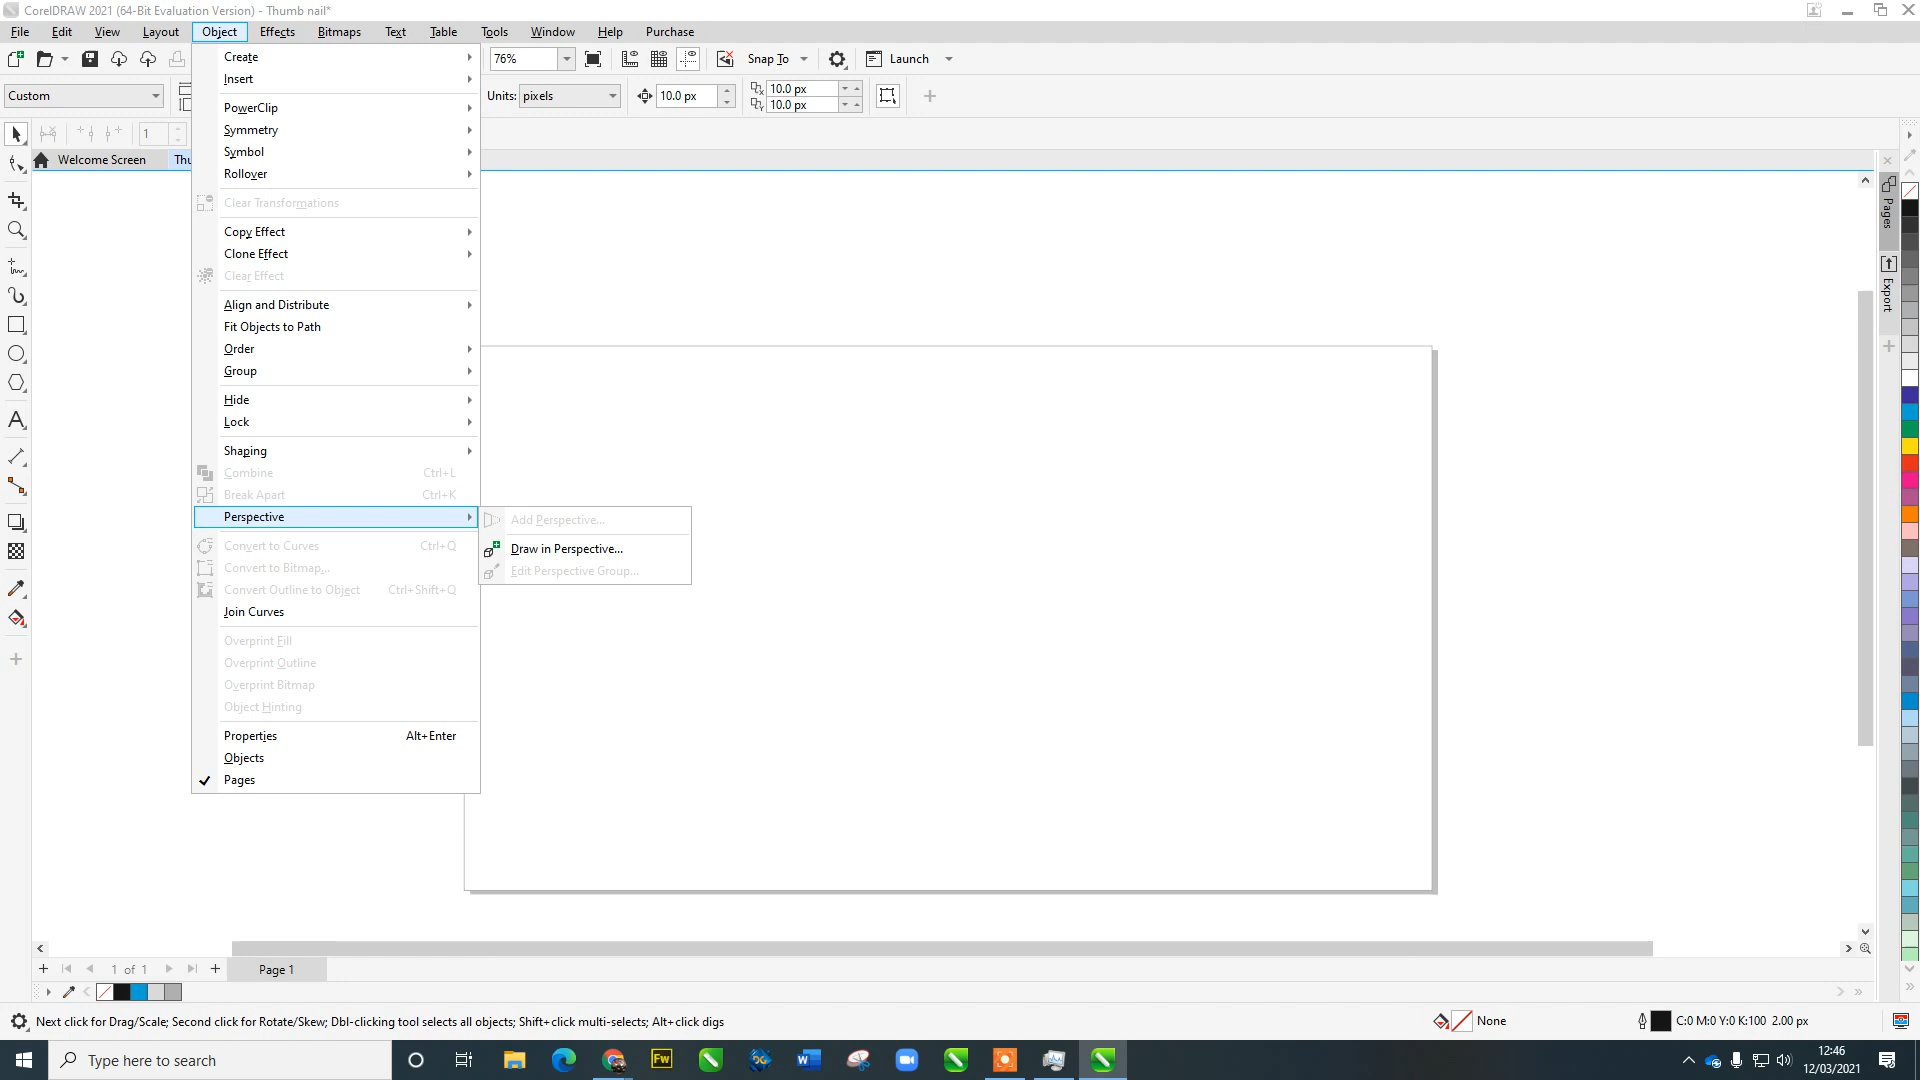 CorelDRAW 2021 (64-Bit Evaluation Version) - Thumb nail*
File Edit View Layout Object Effects Bitmaps Text Table Tools Window Help Purchase
76% Snap To Launch
Custom Units: pixels 10.0 px 10.0 px
10.0 px
1
Welcome Screen Thu
Create
Insert
PowerClip
Symmetry
Symbol
Rollover
Clear Transformations
Copy Effect
Clone Effect
Clear Effect
Align and Distribute
Fit Objects to Path
Order
Group
Hide
Lock
Shaping
Combine Ctrl+L
Break Apart Ctrl+K
Perspective
Convert to Curves Ctrl+Q
Convert to Bitmap...
Convert Outline to Object Ctrl+Shift+Q
Join Curves
Overprint Fill
Overprint Outline
Overprint Bitmap
Object Hinting
Properties Alt+Enter
Objects
Pages
Add Perspective...
Draw in Perspective...
Edit Perspective Group...
Pages
Export
1 of 1 Page 1
Next click for Drag/Scale; Second click for Rotate/Skew; Dbl-clicking tool selects all objects; Shift+click multi-selects; Alt+click digs None C:0 M:0 Y:0 K:100 2.00 px
Type here to search Fw 12:46
12/03/2021